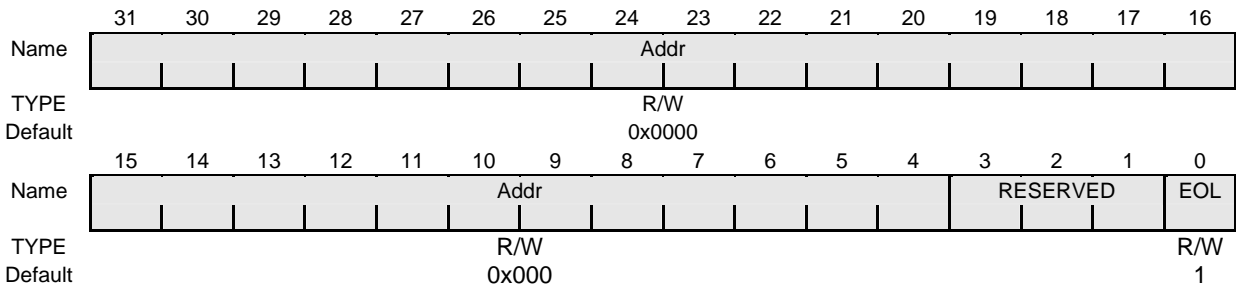 31 30 29 28 27 26 25 24 23 22 21 20 19 18 17 16
Name Addr
TYPE R/W
Default 0x0000
15 14 13 12 11 10 9 8 7 6 5 4 3 2 1 0
Name Addr RESERVED EOL
TYPE R/W R/W
Default 0x000 1